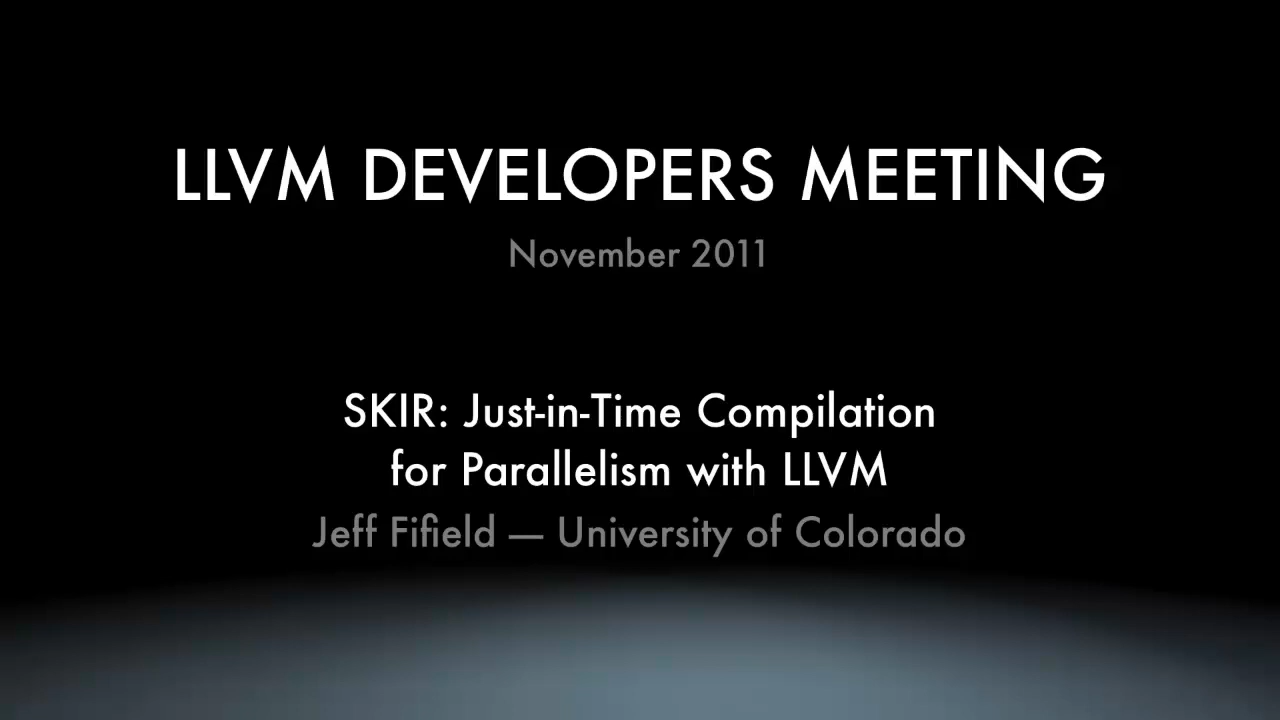 LLVM DEVELOPERS MEETING
November 2011
SKIR: Just-in-Time Compilation
for Parallelism with LLVM
Jeff Fifield — University of Colorado